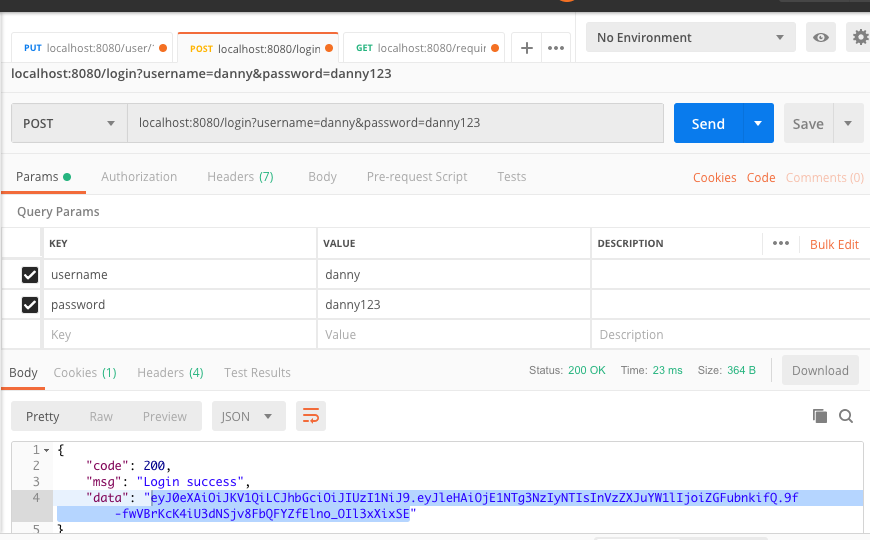 PUT localhost:8080/user/
POST localhost:8080/login
GET localhost:8080/requir
No Environment
localhost:8080/login?username=danny&password=danny123
POST localhost:8080/login?username=danny&password=danny123 Send Save
Params Authorization Headers (7) Body Pre-request Script Tests Cookies Code Comments (0)
Query Params
KEY VALUE DESCRIPTION Bulk Edit
username danny
password danny123
Key Value Description
Body Cookies (1) Headers (4) Test Results Status: 200 OK Time: 23 ms Size: 364 B Download
Pretty Raw Preview JSON
1 {
2 "code": 200,
3 "msg": "Login success",
4 "data": "eyJ0eXAiOiJKV1QiLCJhbGciOiJIUzI1NiJ9.eyJleHAiOjE1NTg3NzIyNTIsInVzZXJuYW1lIjoiZGFubnkifQ.9f
-fwVBrKcK4iU3dNSjv8FbQFYZfElno_OIl3xXixSE"
5 }